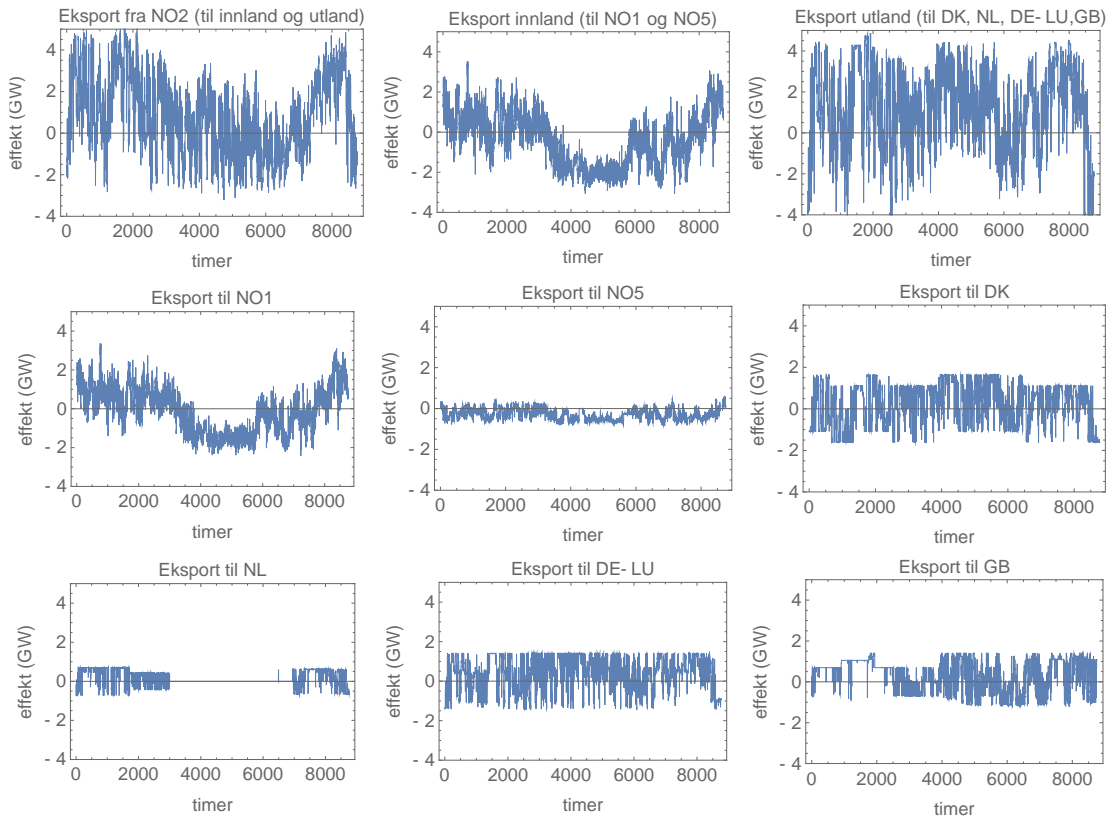 Eksport fra NO2 (til innland og utland)
effekt (GW)
4
2
0
- 2
- 4
0 2000 4000 6000 8000
timer
Eksport innland (til NO1 og NO5)
effekt (GW)
4
2
0
- 2
- 4
0 2000 4000 6000 8000
timer
Eksport utland (til DK, NL, DE- LU,GB)
effekt (GW)
4
2
0
- 2
- 4
0 2000 4000 6000 8000
timer
Eksport til NO1
effekt (GW)
4
2
0
- 2
- 4
0 2000 4000 6000 8000
timer
Eksport til NO5
effekt (GW)
4
2
0
- 2
- 4
0 2000 4000 6000 8000
timer
Eksport til DK
effekt (GW)
4
2
0
- 2
- 4
0 2000 4000 6000 8000
timer
Eksport til NL
effekt (GW)
4
2
0
- 2
- 4
0 2000 4000 6000 8000
timer
Eksport til DE- LU
effekt (GW)
4
2
0
- 2
- 4
0 2000 4000 6000 8000
timer
Eksport til GB
effekt (GW)
4
2
0
- 2
- 4
0 2000 4000 6000 8000
timer